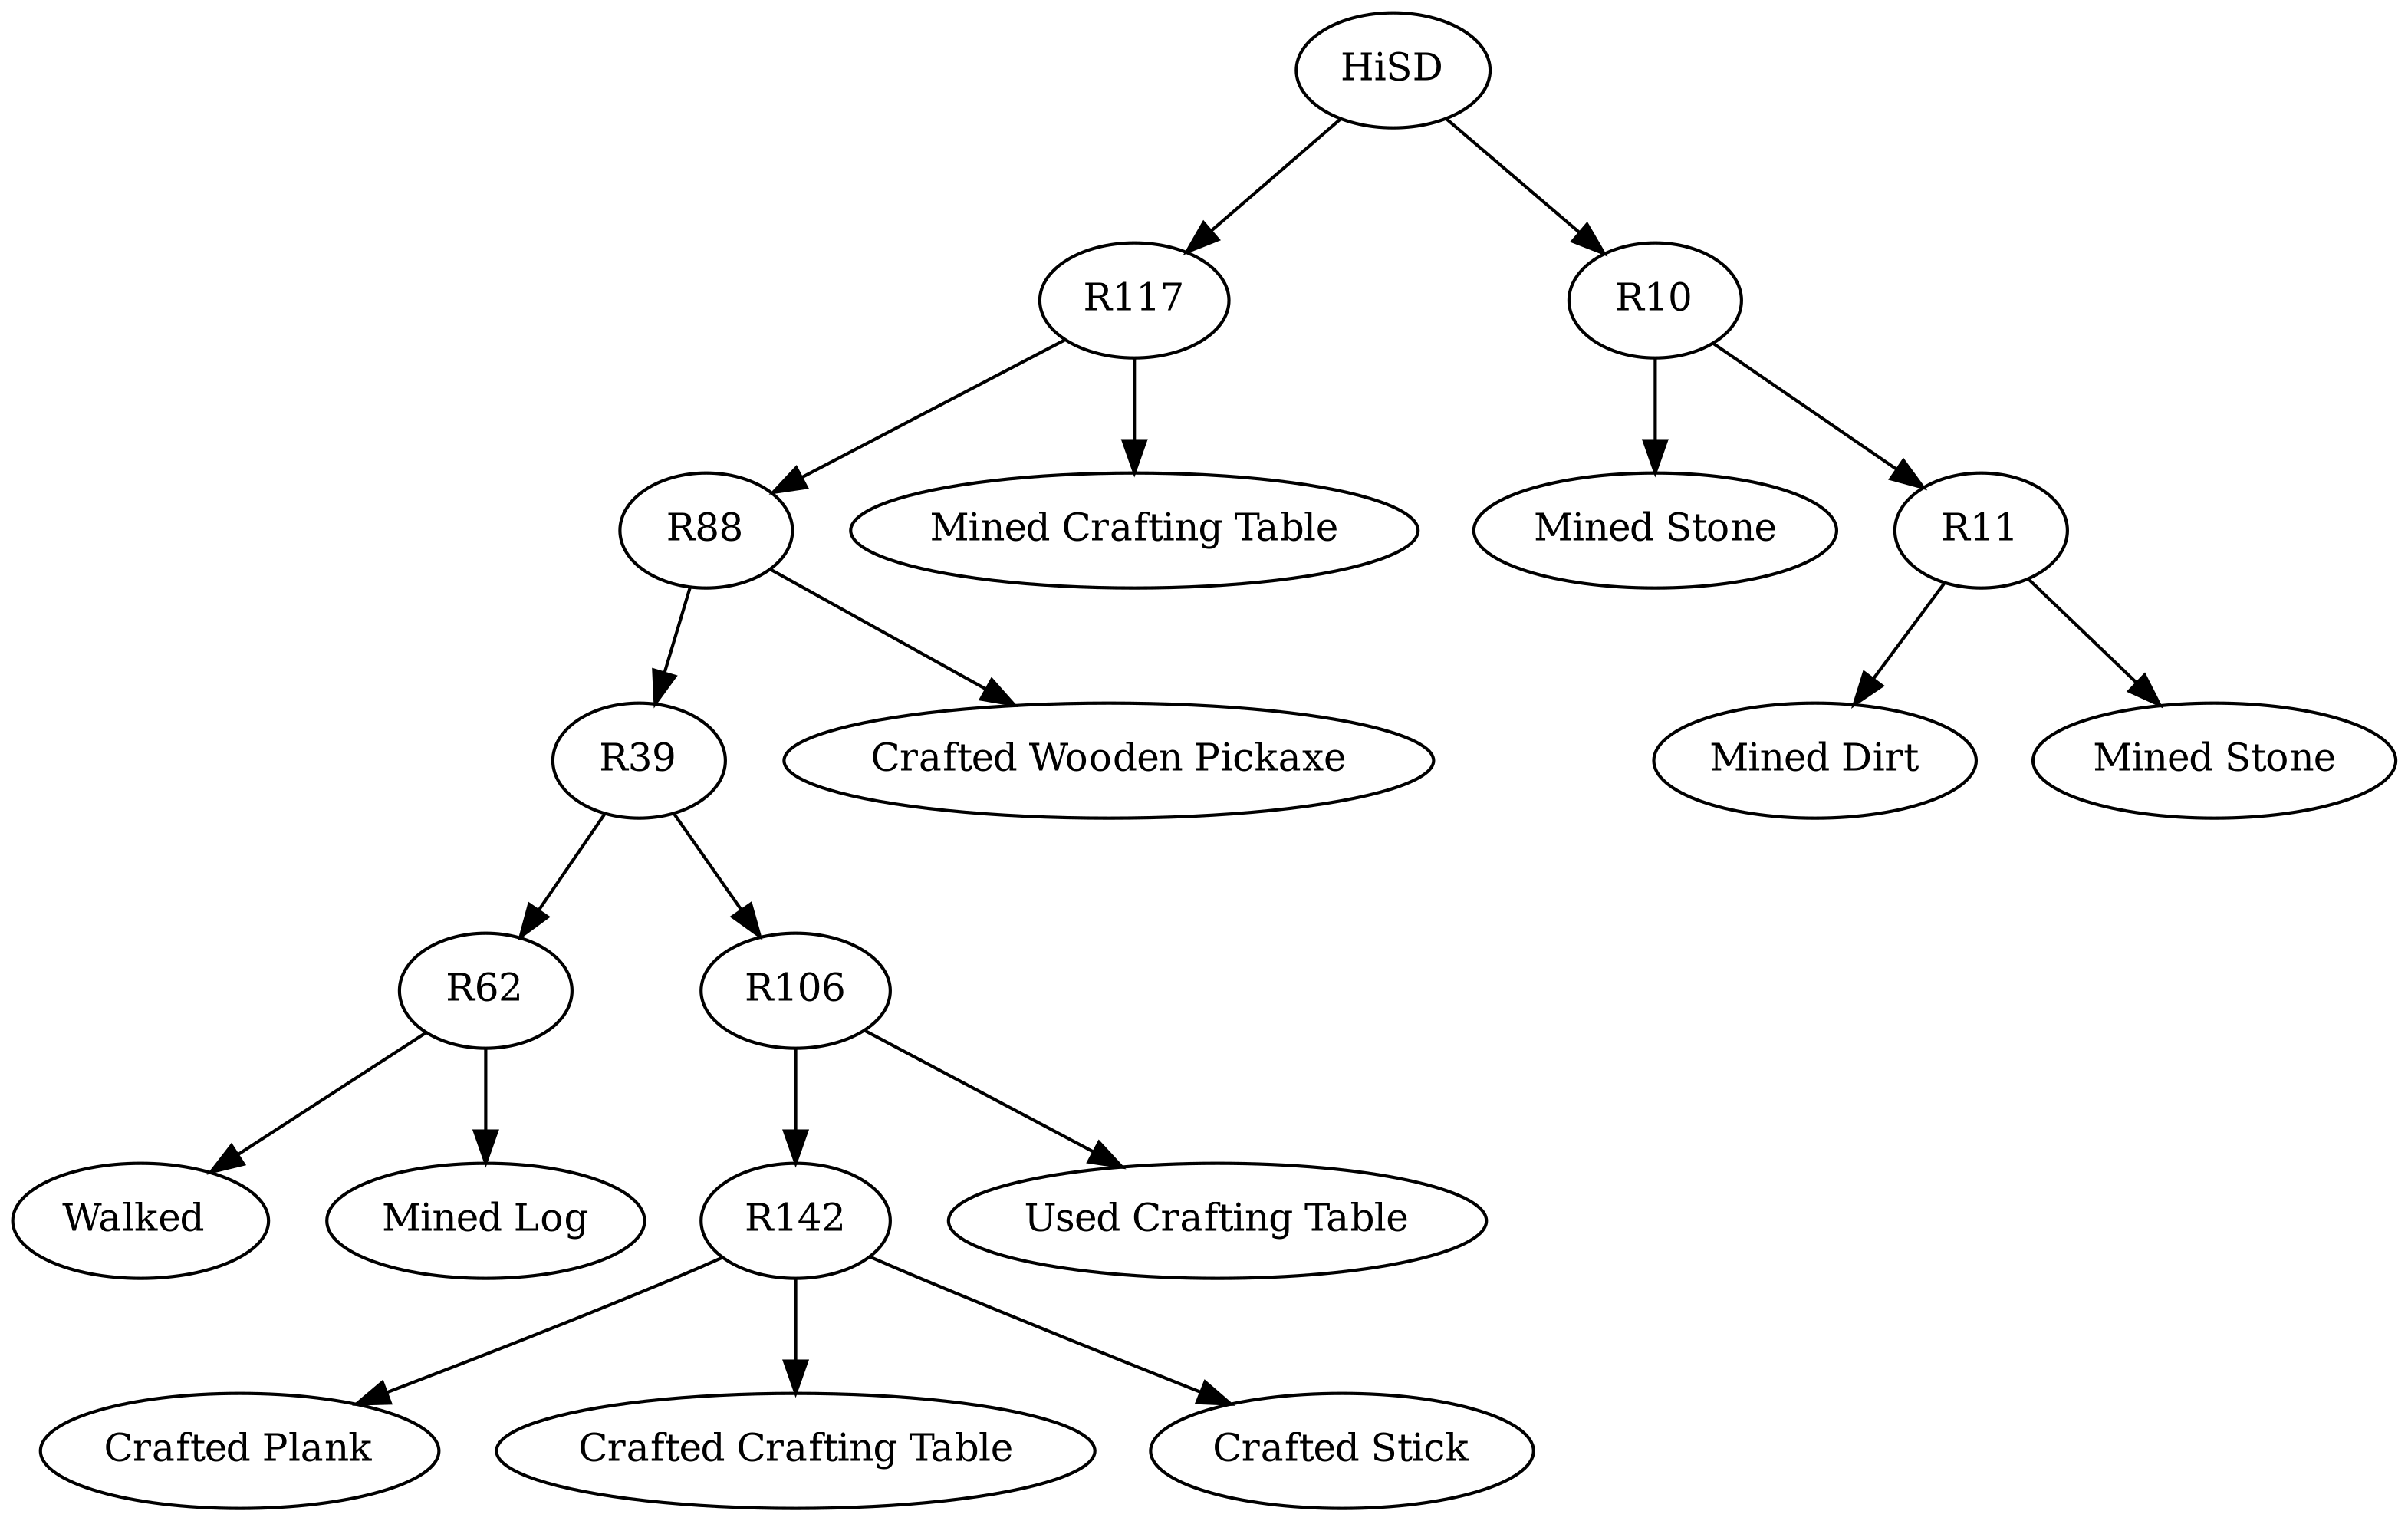 HiSD
R117
R10
R88
Mined Crafting Table
Mined Stone
R11
R39
Crafted Wooden Pickaxe
Mined Dirt
Mined Stone
R62
R106
Walked
Mined Log
R142
Used Crafting Table
Crafted Plank
Crafted Crafting Table
Crafted Stick